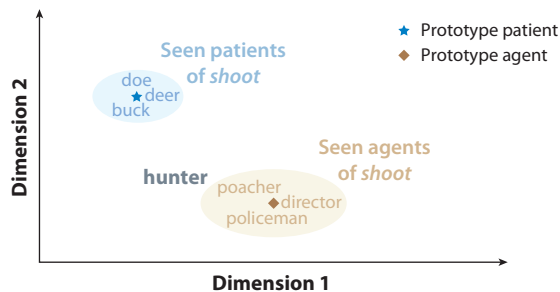 Prototype patient
Prototype agent
Seen patients
of shoot
doe
deer
buck
Seen agents
of shoot
hunter
poacher
director
policeman
Dimension 2
Dimension 1